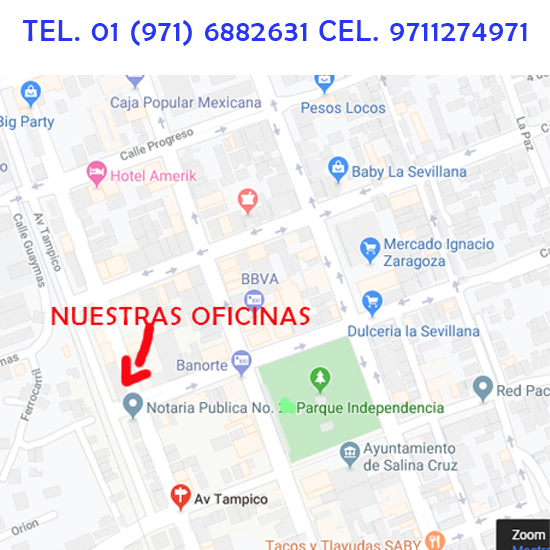 TEL. 01 (971) 6882631 CEL. 9711274971
Caja Popular Mexicana
Pesos Locos
Big Party
La Paz
Calle Progreso
Hotel Amerik
Baby La Sevillana
Av Tampico
Calle Guaymas
Mercado Ignacio
Zaragoza
BBVA
NUESTRAS OFICINAS
Dulceria la Sevillana
Banorte
Ferrocarril
Notaria Publica No.
Parque Independencia
Red Pac
Ayuntamiento
de Salina Cruz
Av Tampico
Orion
Tacos y Tlayudas SABY
Zoom